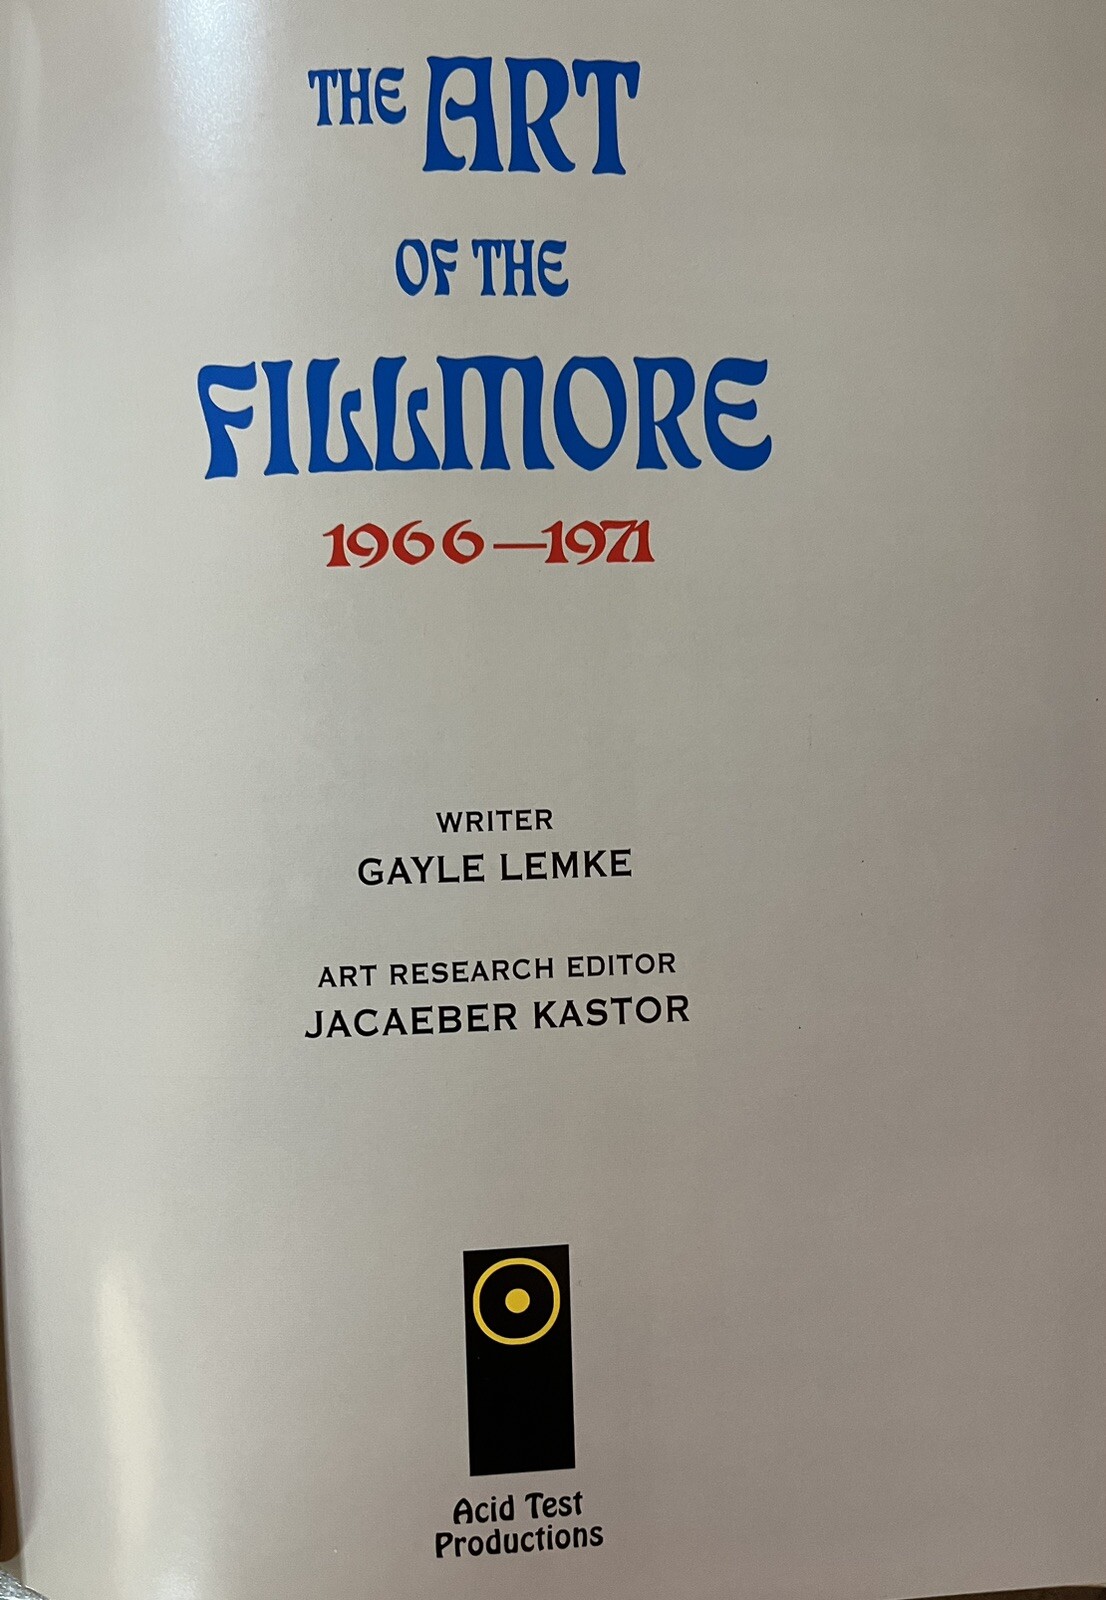 THE ART
OF THE
FILLMORE
1966—1971
WRITER
GAYLE LEMKE
ART RESEARCH EDITOR
JACAEBER KASTOR
Acid Test
Productions